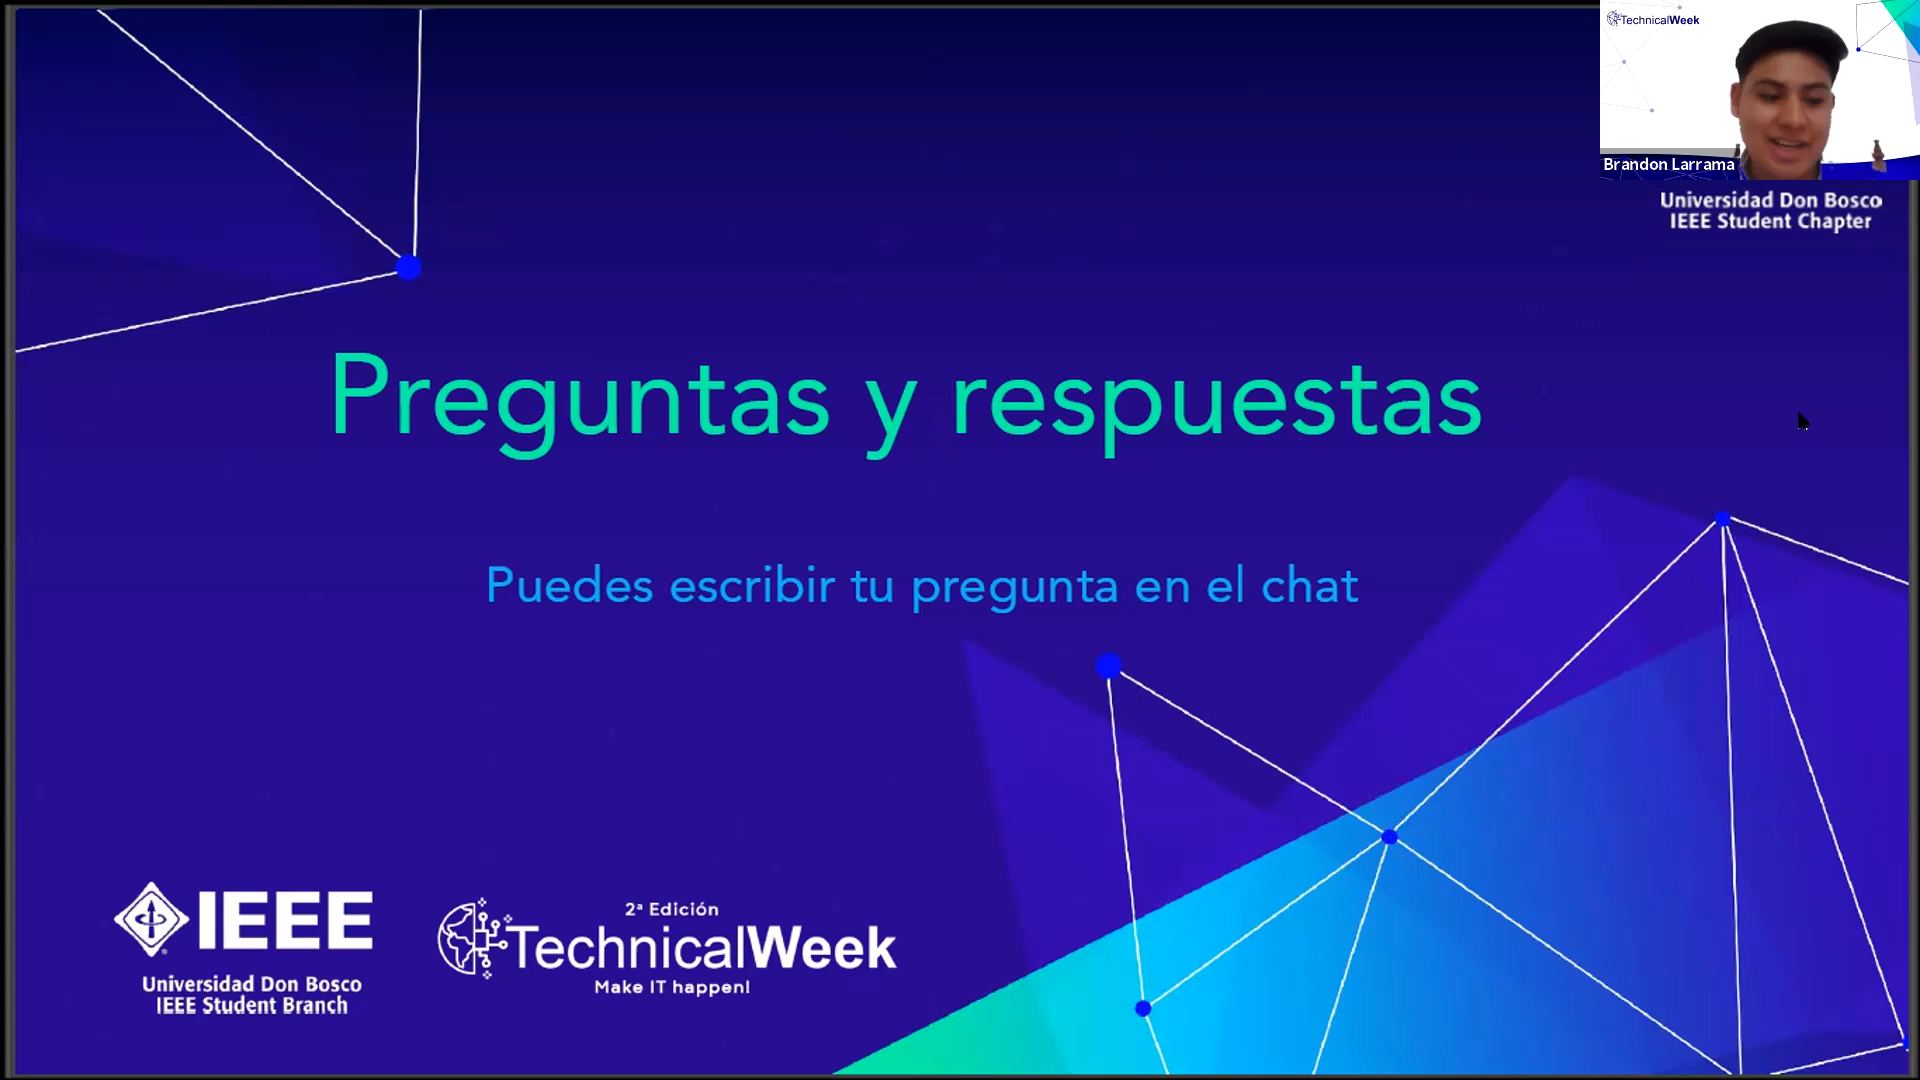 TechnicalWeek
Brandon Larrama
Universidad Don Bosco
IEEE Student Chapter
Preguntas y respuestas
Puedes escribir tu pregunta en el chat
IEEE
Universidad Don Bosco
IEEE Student Branch
2ª Edición
TechnicalWeek
Make IT happen!